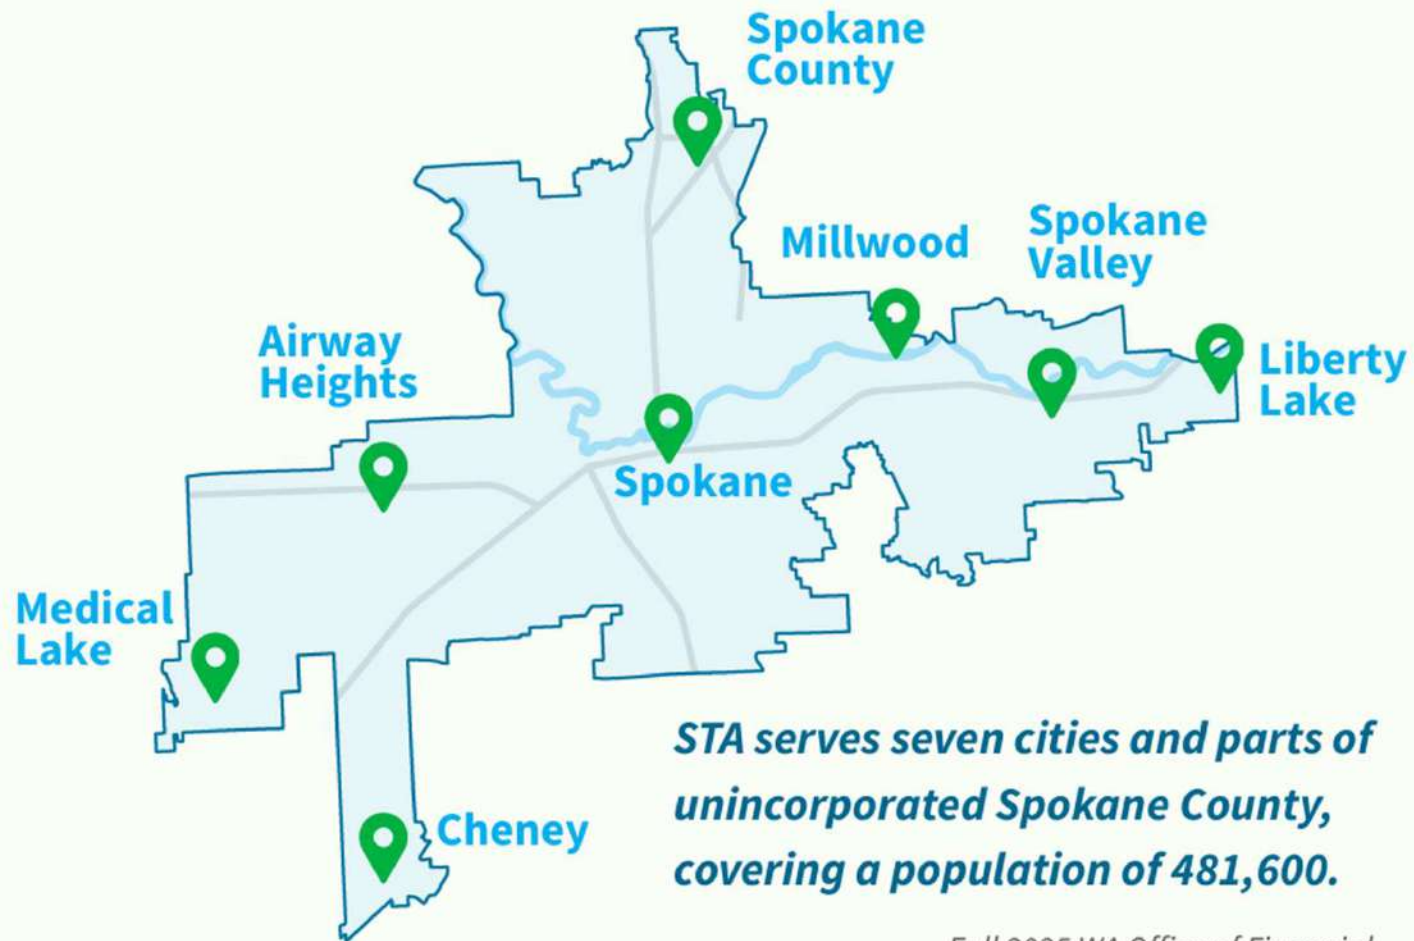 Spokane
County
Millwood
Spokane
Valley
Airway
Heights
Liberty
Lake
Spokane
Medical
Lake
Cheney
STA serves seven cities and parts of
unincorporated Spokane County,
covering a population of 481,600.